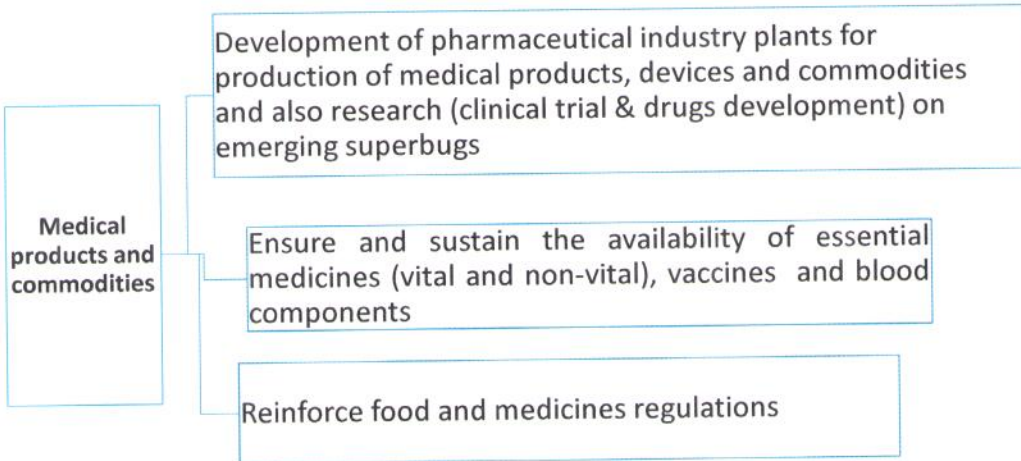 Development of pharmaceutical industry plants for
production of medical products, devices and commodities
and also research (clinical trial & drugs development) on
emerging superbugs
Medical
products and
commodities
Ensure and sustain the availability of essential
medicines (vital and non-vital), vaccines and blood
components
Reinforce food and medicines regulations